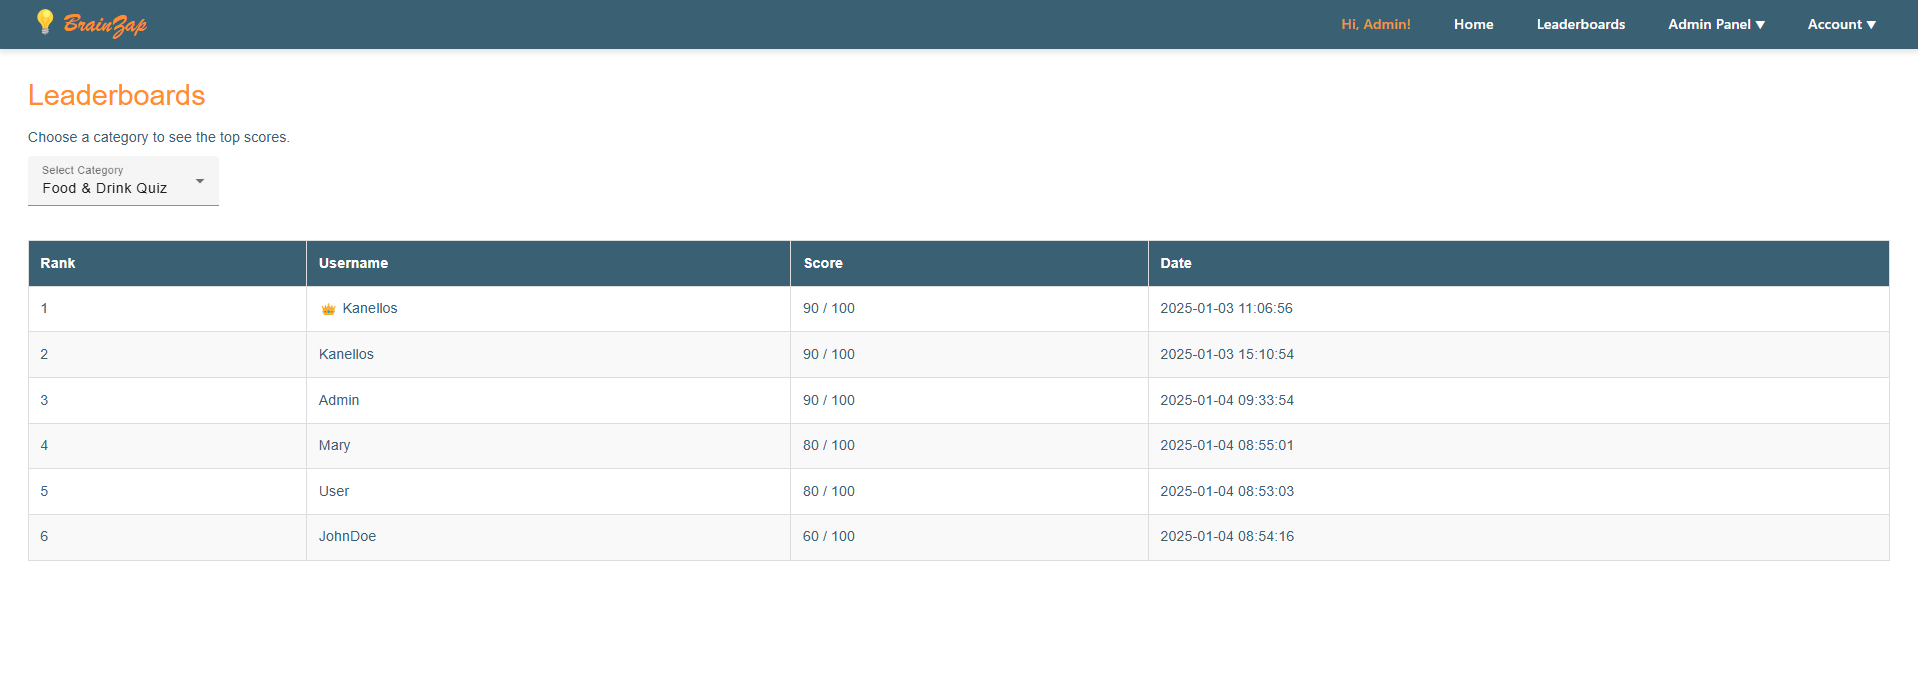 BrainZap
Hi, Admin! Home Leaderboards Admin Panel ▼ Account ▼
Leaderboards
Choose a category to see the top scores.
Select Category
Food & Drink Quiz
Rank Username Score Date
1 Kanellos 90 / 100 2025-01-03 11:06:56
2 Kanellos 90 / 100 2025-01-03 15:10:54
3 Admin 90 / 100 2025-01-04 09:33:54
4 Mary 80 / 100 2025-01-04 08:55:01
5 User 80 / 100 2025-01-04 08:53:03
6 JohnDoe 60 / 100 2025-01-04 08:54:16